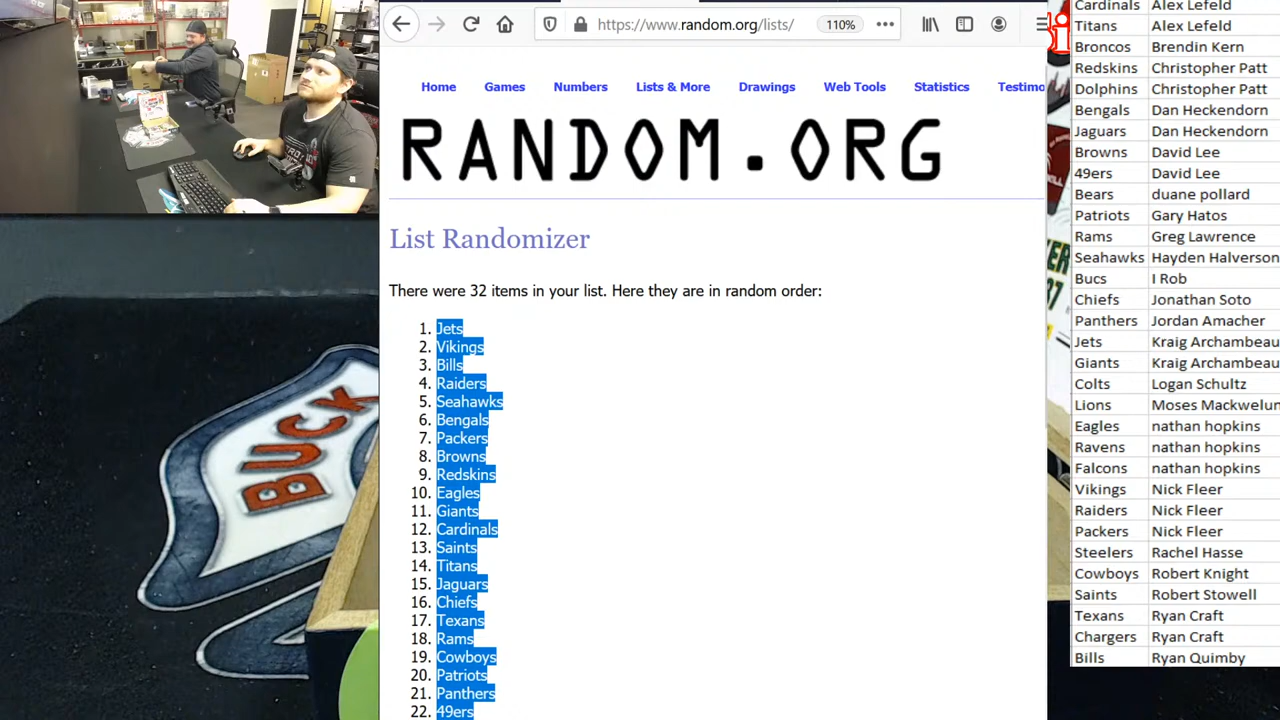 https://www.random.org/lists/
110%
Home Games Numbers Lists & More Drawings Web Tools Statistics Testimo
RANDOM.ORG
List Randomizer
There were 32 items in your list. Here they are in random order:
1. Jets
2. Vikings
3. Bills
4. Raiders
5. Seahawks
6. Bengals
7. Packers
8. Browns
9. Redskins
10. Eagles
11. Giants
12. Cardinals
13. Saints
14. Titans
15. Jaguars
16. Chiefs
17. Texans
18. Rams
19. Cowboys
20. Patriots
21. Panthers
22. 49ers
Cardinals Alex Lefeld
Titans Alex Lefeld
Broncos Brendin Kern
Redskins Christopher Patt
Dolphins Christopher Patt
Bengals Dan Heckendorn
Jaguars Dan Heckendorn
Browns David Lee
49ers David Lee
Bears duane pollard
Patriots Gary Hatos
Rams Greg Lawrence
Seahawks Hayden Halverson
Bucs I Rob
Chiefs Jonathan Soto
Panthers Jordan Amacher
Jets Kraig Archambeau
Giants Kraig Archambeau
Colts Logan Schultz
Lions Moses Mackwelun
Eagles nathan hopkins
Ravens nathan hopkins
Falcons nathan hopkins
Vikings Nick Fleer
Raiders Nick Fleer
Packers Nick Fleer
Steelers Rachel Hasse
Cowboys Robert Knight
Saints Robert Stowell
Texans Ryan Craft
Chargers Ryan Craft
Bills Ryan Quimby
BUCK